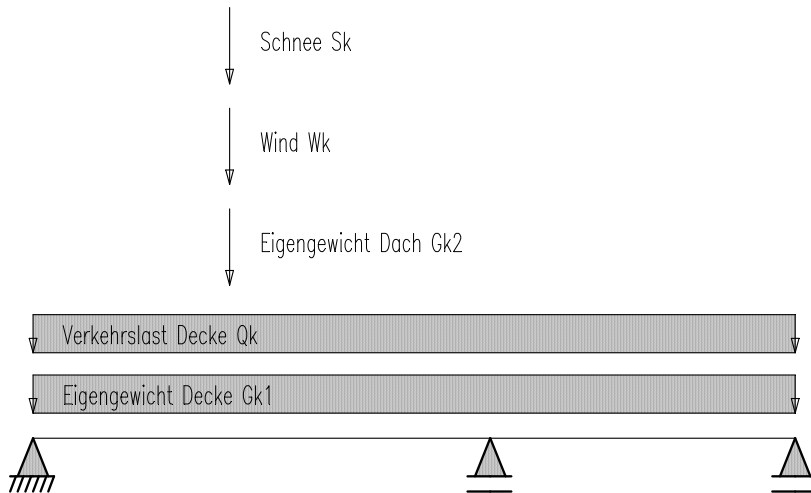 Schnee Sk
Wind Wk
Eigengewicht Dach Gk2
Verkehrslast Decke Qk
Eigengewicht Decke Gk1